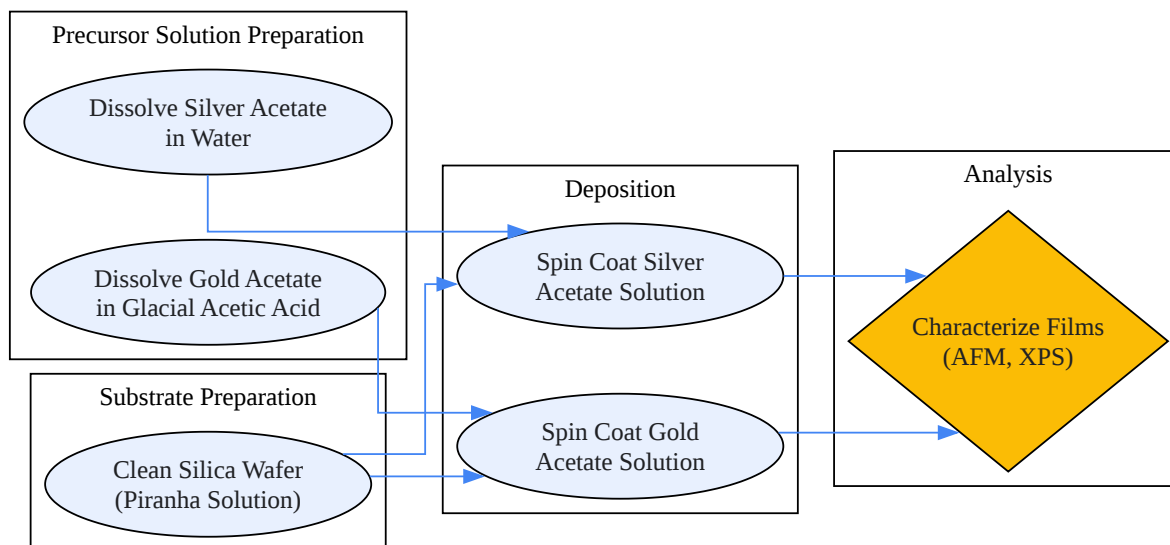 Precursor Solution Preparation
Dissolve Silver Acetate
in Water
Dissolve Gold Acetate
in Glacial Acetic Acid
Substrate Preparation
Clean Silica Wafer
(Piranha Solution)
Deposition
Spin Coat Silver
Acetate Solution
Spin Coat Gold
Acetate Solution
Analysis
Characterize Films
(AFM, XPS)